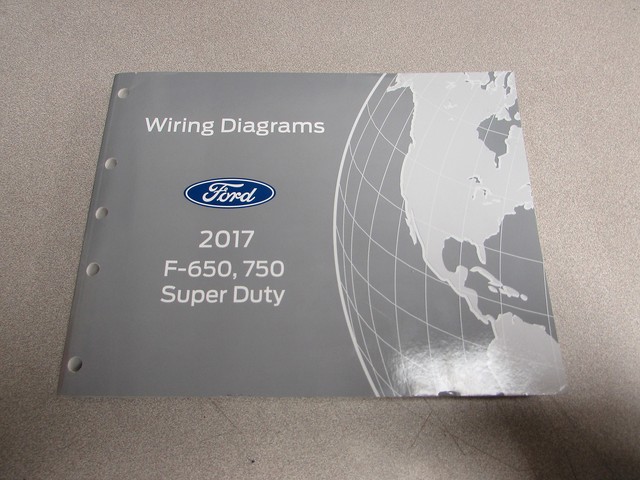 Wiring Diagrams
Ford
2017
F-650, 750
Super Duty